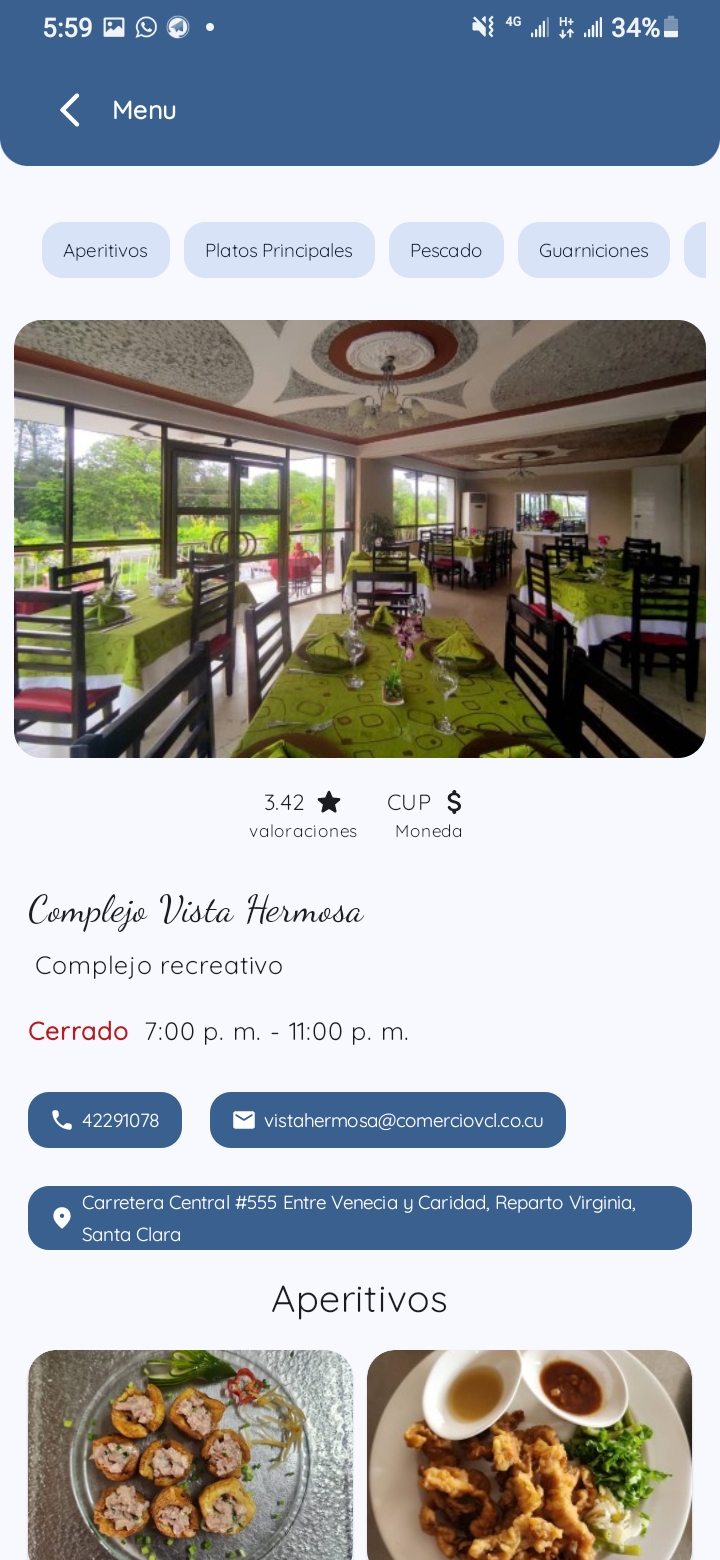 5:59 4G H+ 34%
Menu
Aperitivos Platos Principales Pescado Guarniciones
3.42 CUP $
valoraciones Moneda
Complejo Vista Hermosa
Complejo recreativo
Cerrado 7:00 p. m. - 11:00 p. m.
42291078 vistahermosa@comerciovcl.co.cu
Carretera Central #555 Entre Venecia y Caridad, Reparto Virginia,
Santa Clara
Aperitivos